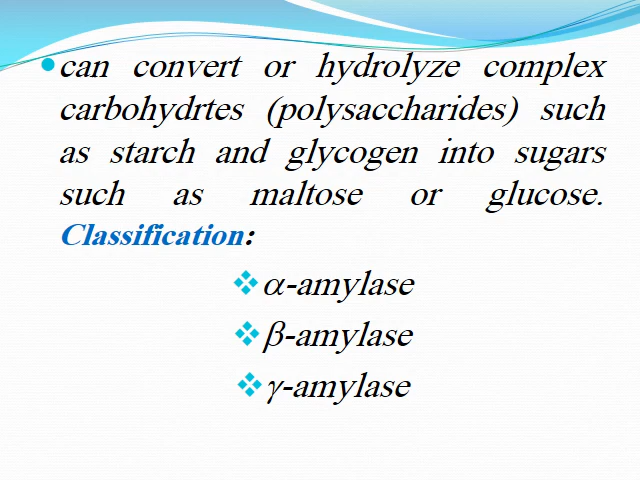 can convert or hydrolyze complex
carbohydrtes (polysaccharides) such
as starch and glycogen into sugars
such as maltose or glucose.
Classification:
α-amylase
β-amylase
γ-amylase